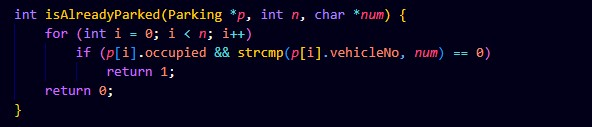 int isAlreadyParked(Parking *p, int n, char *num) {
    for (int i = 0; i < n; i++)
        if (p[i].occupied && strcmp(p[i].vehicleNo, num) == 0)
            return 1;
    return 0;
}